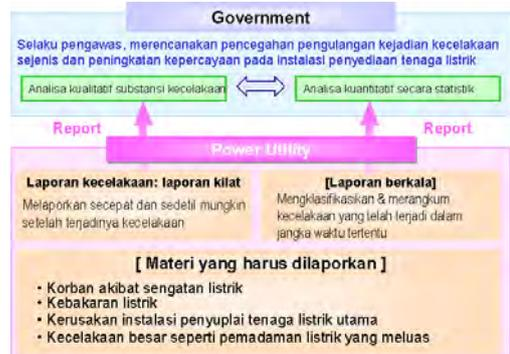 Government
Selaku pengawas, merencanakan pencegahan pengulangan kejadian kecelakaan
sejenis dan peningkatan kepercayaan pada instalasi penyediaan tenaga listrik
Analisa kualitatif substansi kecelakaan
Analisa kuantitatif secara statistik
Report
Report
Power Utility
Laporan kecelakaan: laporan kilat
Melaporkan secepat dan sedetil mungkin
setelah terjadinya kecelakaan
[Laporan berkala]
Mengklasifikasikan & merangkum
kecelakaan yang telah terjadi dalam
jangka waktu tertentu
[ Materi yang harus dilaporkan ]
• Korban akibat sengatan listrik
• Kebakaran listrik
• Kerusakan instalasi penyuplai tenaga listrik utama
• Kecelakaan besar seperti pemadaman listrik yang meluas